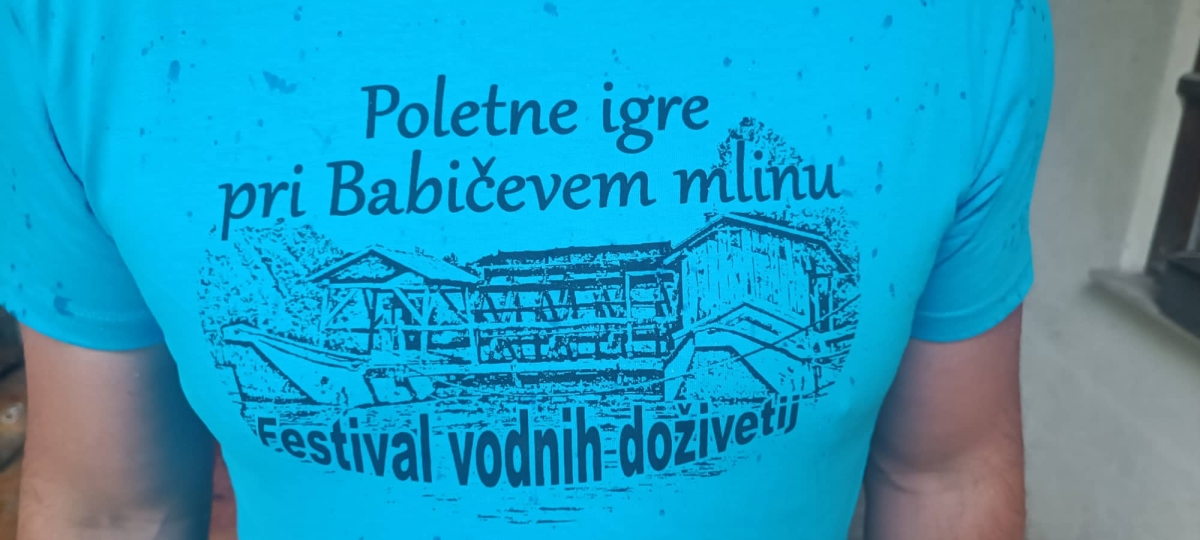 Poletne igre
pri Babičevem mlinu
Festival vodnih doživetij